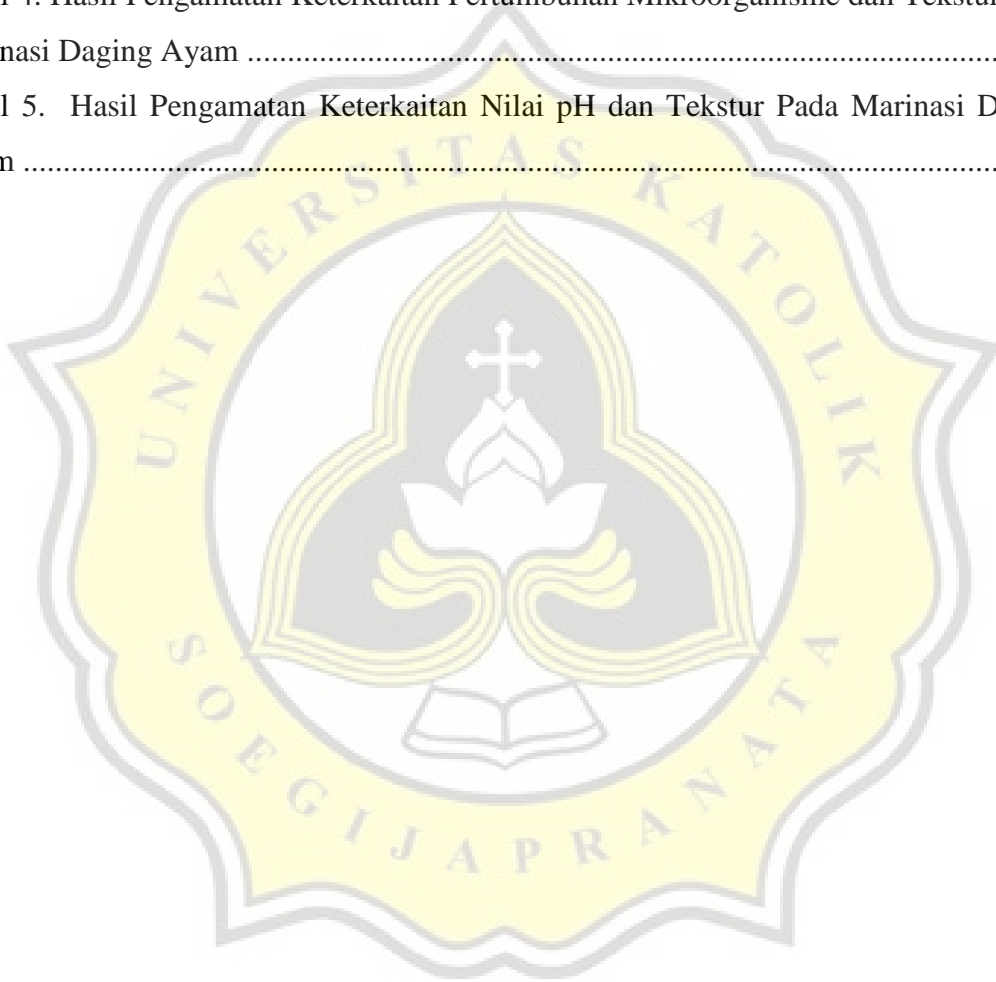 l 4. Hasil Pengamatan Keterkaitan Pertumbuhan Mikroorganisme dan Tekstur
nasi Daging Ayam ....................................................................................................
l 5. Hasil Pengamatan Keterkaitan Nilai pH dan Tekstur Pada Marinasi D
m ....................................................................................................
UNIVERSITAS KATOLIK
SOEGIJAPRANATA